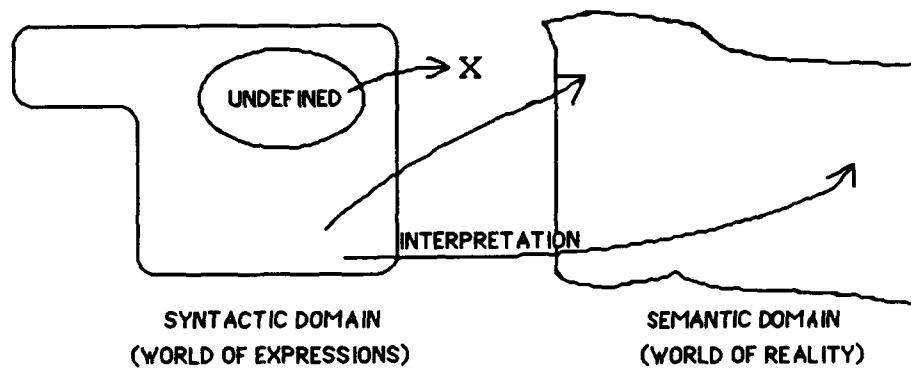 UNDEFINED
X
INTERPRETATION
SYNTACTIC DOMAIN
(WORLD OF EXPRESSIONS)
SEMANTIC DOMAIN
(WORLD OF REALITY)